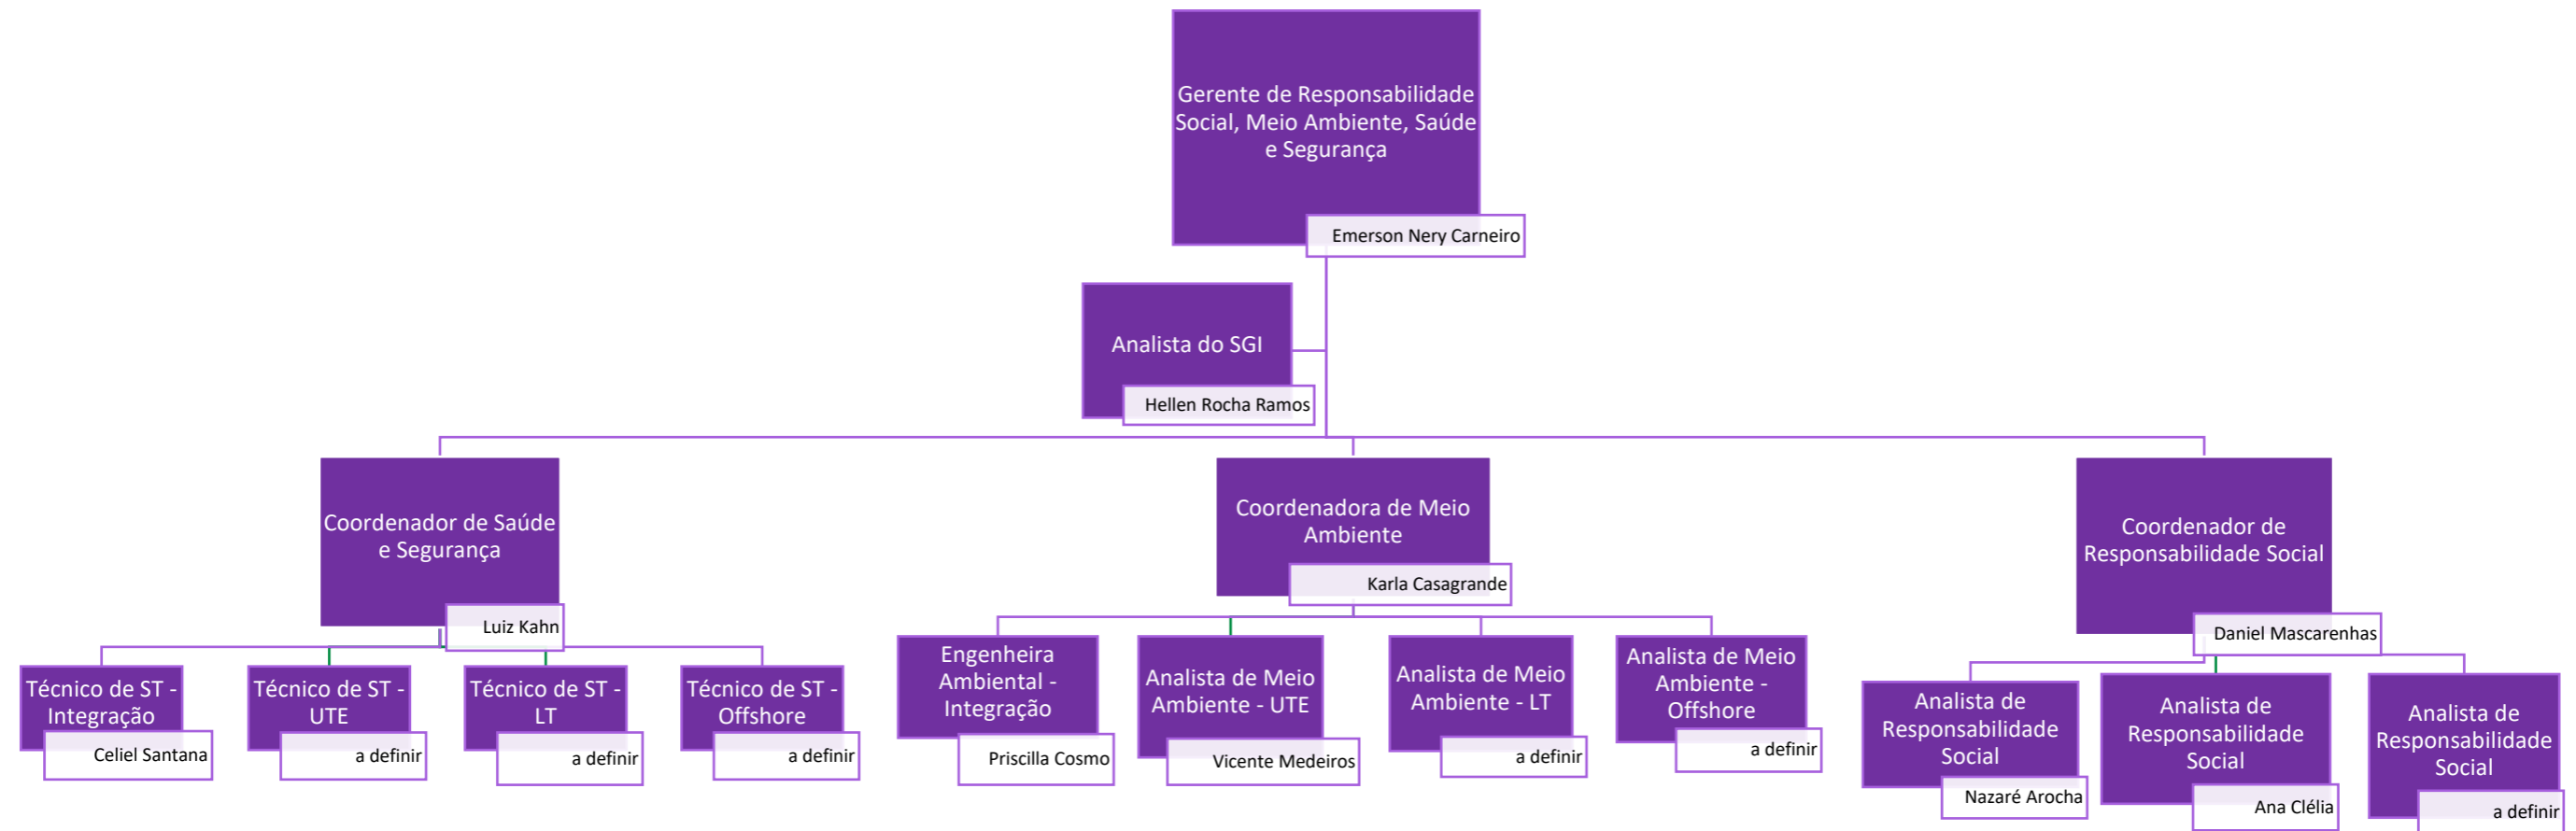 Gerente de Responsabilidade
Social, Meio Ambiente, Saúde
e Segurança
Emerson Nery Carneiro
Analista do SGI
Hellen Rocha Ramos
Coordenador de Saúde
e Segurança
Luiz Kahn
Coordenadora de Meio
Ambiente
Karla Casagrande
Coordenador de
Responsabilidade Social
Daniel Mascarenhas
Técnico de ST -
Integração
Celiel Santana
Técnico de ST -
UTE
a definir
Técnico de ST -
LT
a definir
Técnico de ST -
Offshore
a definir
Engenheira
Ambiental -
Integração
Priscilla Cosmo
Analista de Meio
Ambiente - UTE
Vicente Medeiros
Analista de Meio
Ambiente - LT
a definir
Analista de Meio
Ambiente -
Offshore
a definir
Analista de
Responsabilidade
Social
Nazaré Arocha
Analista de
Responsabilidade
Social
Ana Clélia
Analista de
Responsabilidade
Social
a definir